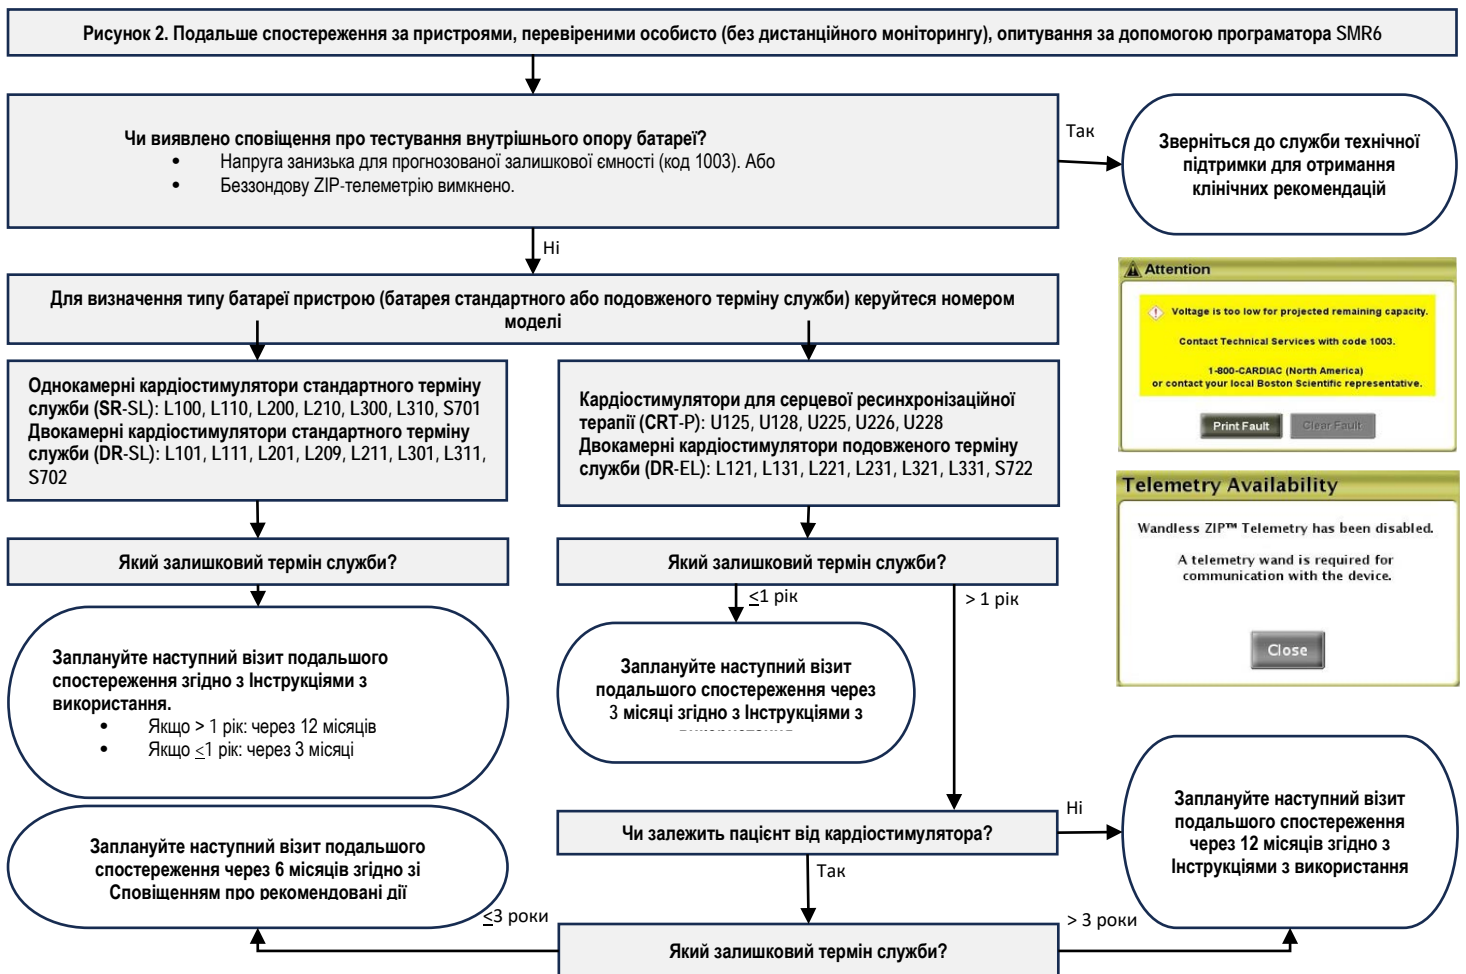 Рисунок 2. Подальше спостереження за пристроями, перевіреними особисто (без дистанційного моніторингу), опитування за допомогою програматора SMR6
Чи виявлено сповіщення про тестування внутрішнього опору батареї?
• Напруга занизька для прогнозованої залишкової ємності (код 1003). Або
• Беззондову ZIP-телеметрію вимкнено.
Так
Зверніться до служби технічної
підтримки для отримання
клінічних рекомендацій
Ні
Для визначення типу батареї пристрою (батарея стандартного або подовженого терміну служби) керуйтеся номером
моделі
Attention
Voltage is too low for projected remaining capacity.
Contact Technical Services with code 1003.
1-800-CARDIAC (North America)
or contact your local Boston Scientific representative.
Print Fault
Clear Fault
Однокамерні кардіостимулятори стандартного терміну
служби (SR-SL): L100, L110, L200, L210, L300, L310, S701
Двокамерні кардіостимулятори стандартного терміну
служби (DR-SL): L101, L111, L201, L209, L211, L301, L311,
S702
Кардіостимулятори для серцевої ресинхронізаційної
терапії (CRT-P): U125, U128, U225, U226, U228
Двокамерні кардіостимулятори подовженого терміну
служби (DR-EL): L121, L131, L221, L231, L321, L331, S722
Telemetry Availability
Wandless ZIP™ Telemetry has been disabled.
A telemetry wand is required for
communication with the device.
Close
Який залишковий термін служби?
Який залишковий термін служби?
≤1 рік
> 1 рік
Заплануйте наступний візит подальшого
спостереження згідно з Інструкціями з
використання.
• Якщо > 1 рік: через 12 місяців
• Якщо ≤1 рік: через 3 місяці
Заплануйте наступний візит
подальшого спостереження через
3 місяці згідно з Інструкціями з
Чи залежить пацієнт від кардіостимулятора?
Ні
Заплануйте наступний візит
подальшого спостереження
через 12 місяців згідно з
Інструкціями з використання
Так
Заплануйте наступний візит подальшого
спостереження через 6 місяців згідно зі
Сповіщенням про рекомендовані дії
≤3 роки
Який залишковий термін служби?
> 3 роки